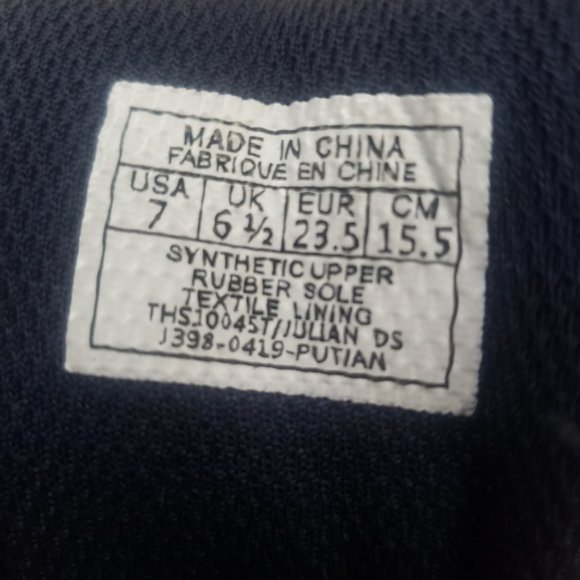 MADE IN CHINA
FABRIQUE EN CHINE
USA UK EUR CM
7 6 ½ 23.5 15.5
SYNTHETIC UPPER
RUBBER SOLE
TEXTILE LINING
THSJ0045T/JULIAN DS
J398-0419-PUTIAN